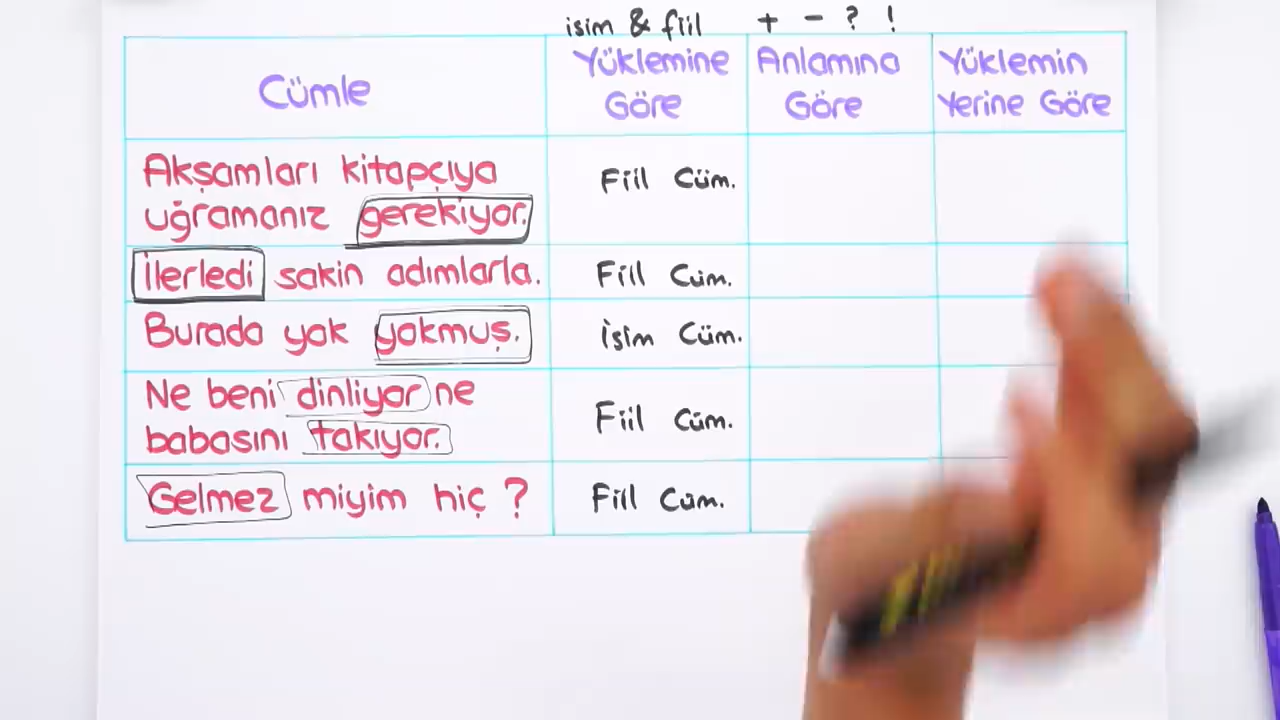 isim & fiil + - ? !
Cümle Yüklemine Göre Anlamına Göre Yüklemin Yerine Göre
Akşamları kitapçıya
uğramanız gerekiyor.
Fiil Cüm.
İlerledi sakin adımlarla.
Fiil Cüm.
Burada yok yokmuş.
İsim Cüm.
Ne beni dinliyor ne
babasını takıyor.
Fiil Cüm.
Gelmez miyim hiç ?
Fiil Cüm.